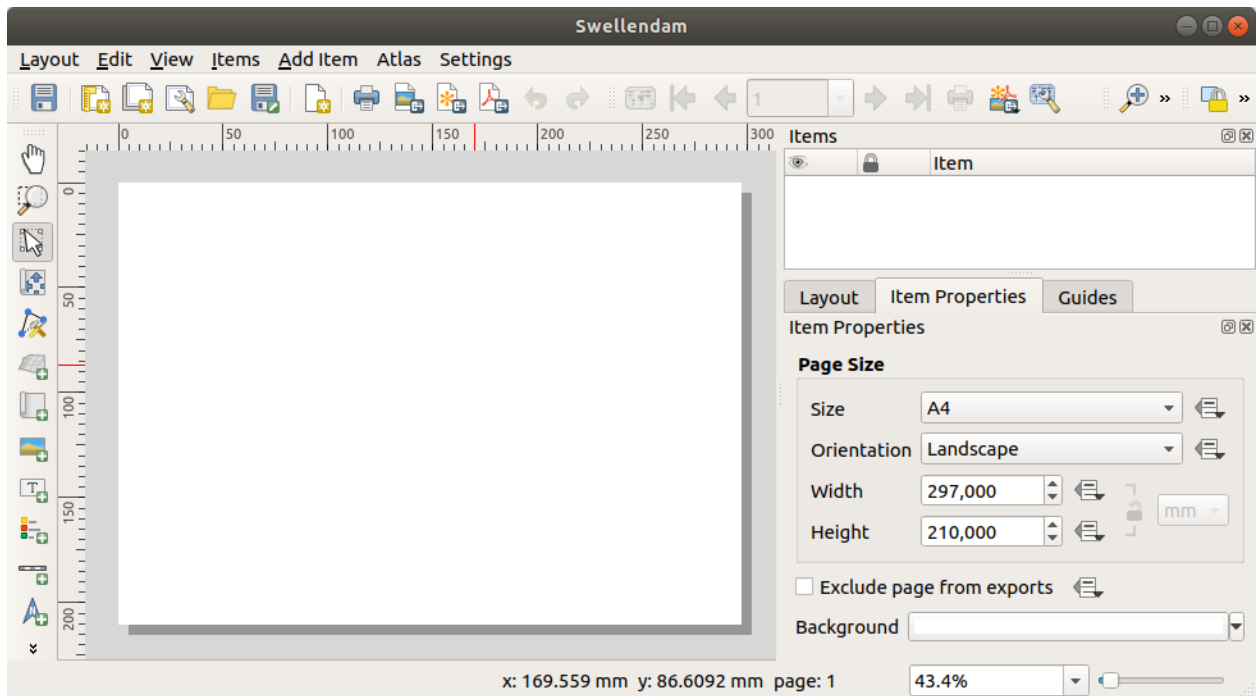 Swellendam
Layout Edit View Items Add Item Atlas Settings
1
0 50 100 150 200 250 300
0
50
100
150
200
Items
Item
Layout Item Properties Guides
Item Properties
Page Size
Size A4
Orientation Landscape
Width 297,000
mm
Height 210,000
Exclude page from exports
Background
x: 169.559 mm y: 86.6092 mm page: 1 43.4%